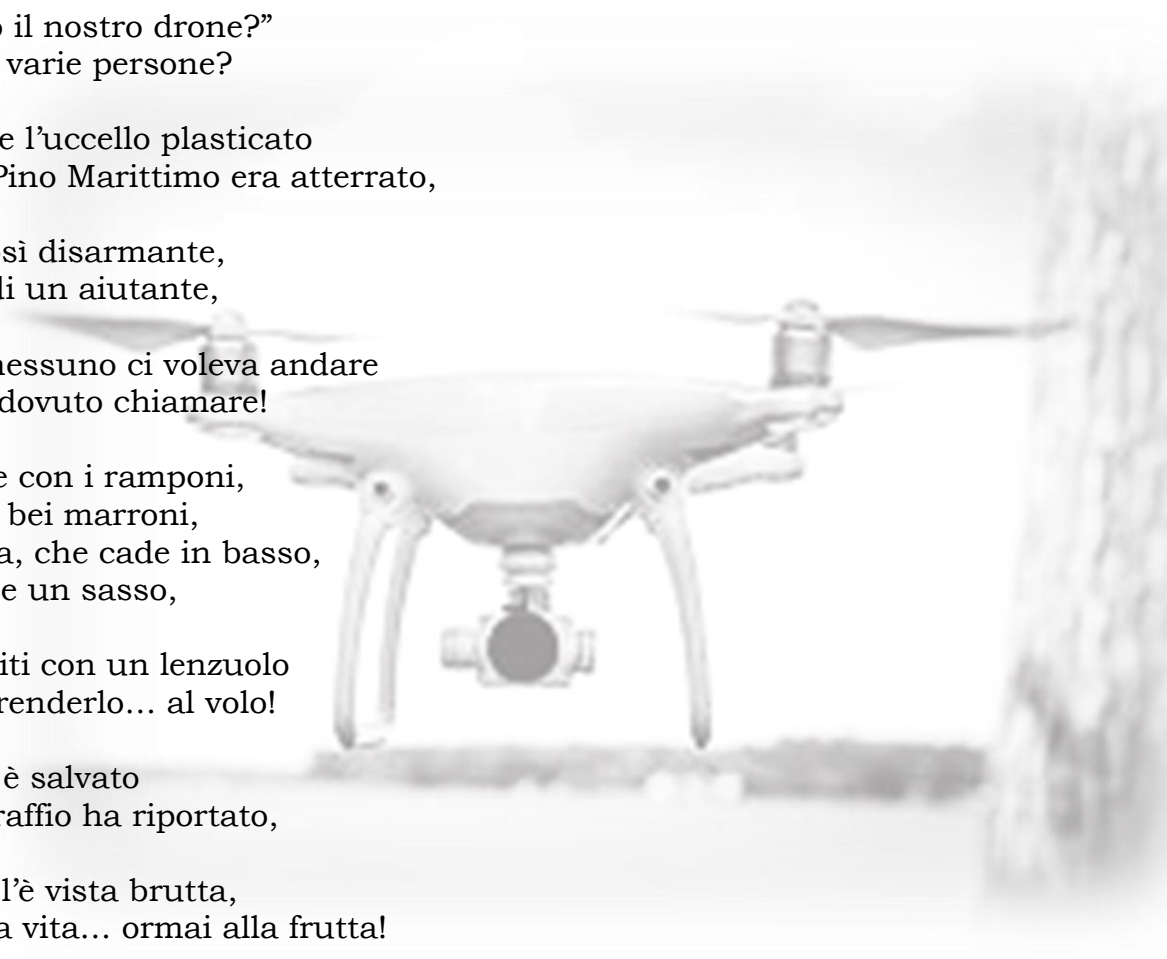 il nostro drone?”
varie persone?
e l’uccello plasticato
Pino Marittimo era atterrato,
sì disarmante,
di un aiutante,
nessuno ci voleva andare
dovuto chiamare!
e con i ramponi,
bei marroni,
a, che cade in basso,
e un sasso,
iti con un lenzuolo
renderlo… al volo!
è salvato
raffio ha riportato,
l’è vista brutta,
a vita… ormai alla frutta!